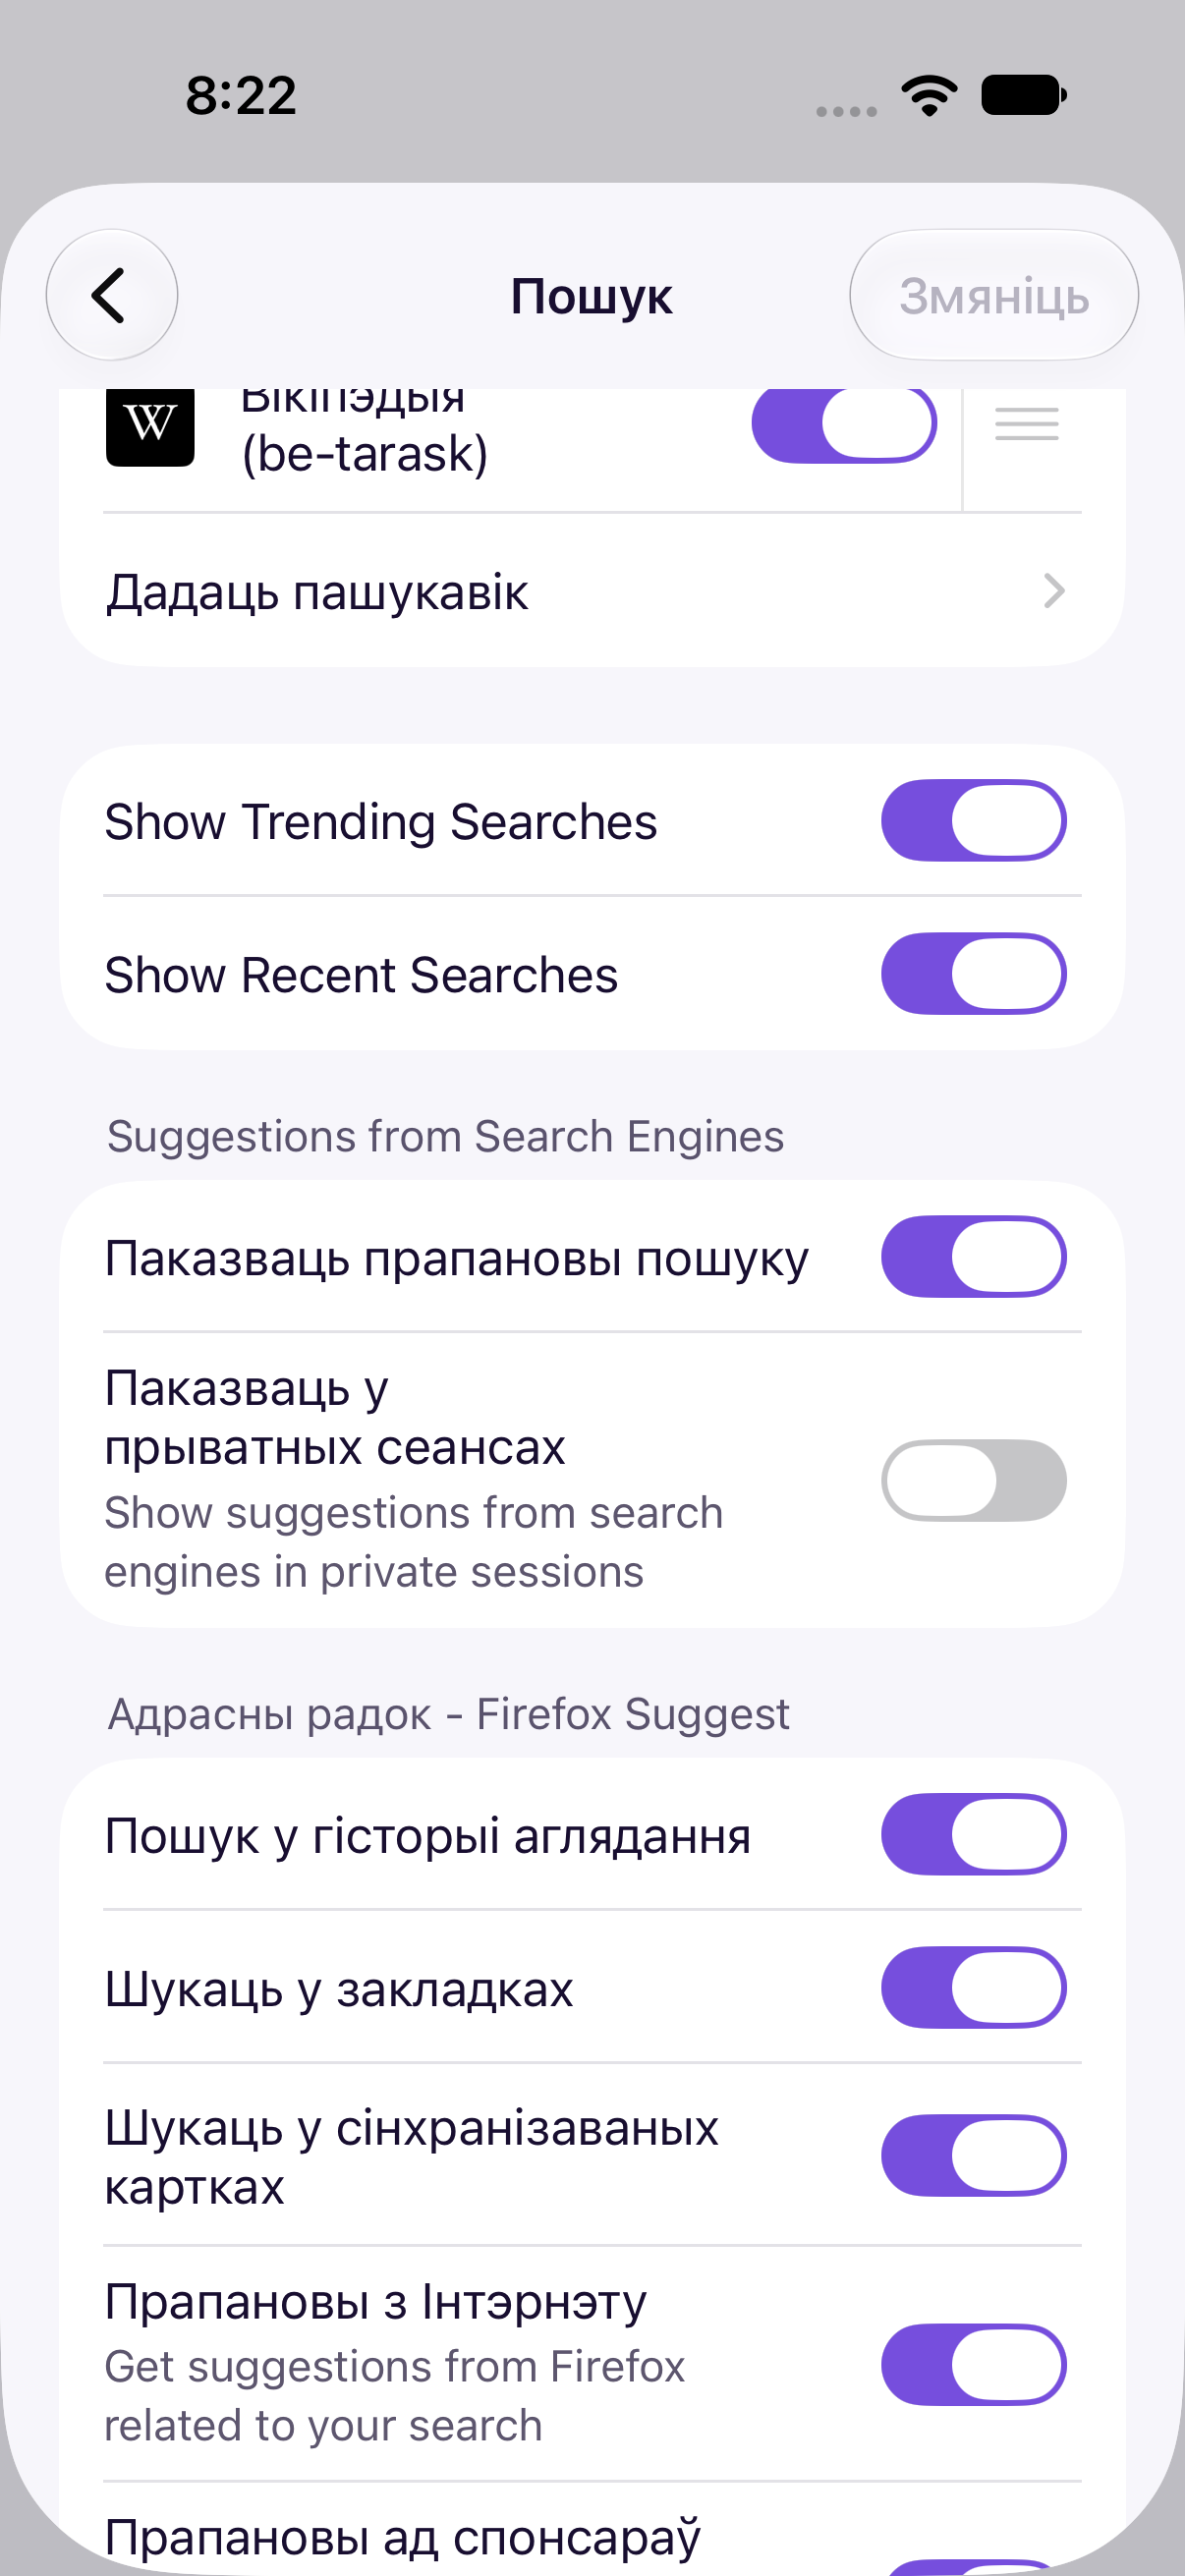 8:22
Пошук
Змяніць
W
Вікіпэдыя
(be-tarask)
Дадаць пашукавік
Show Trending Searches
Show Recent Searches
Suggestions from Search Engines
Паказваць прапановы пошуку
Паказваць у
прыватных сеансах
Show suggestions from search
engines in private sessions
Адрасны радок - Firefox Suggest
Пошук у гісторыі аглядання
Шукаць у закладках
Шукаць у сінхранізаваных
картках
Прапановы з Інтэрнэту
Get suggestions from Firefox
related to your search
Прапановы ад спонсараў